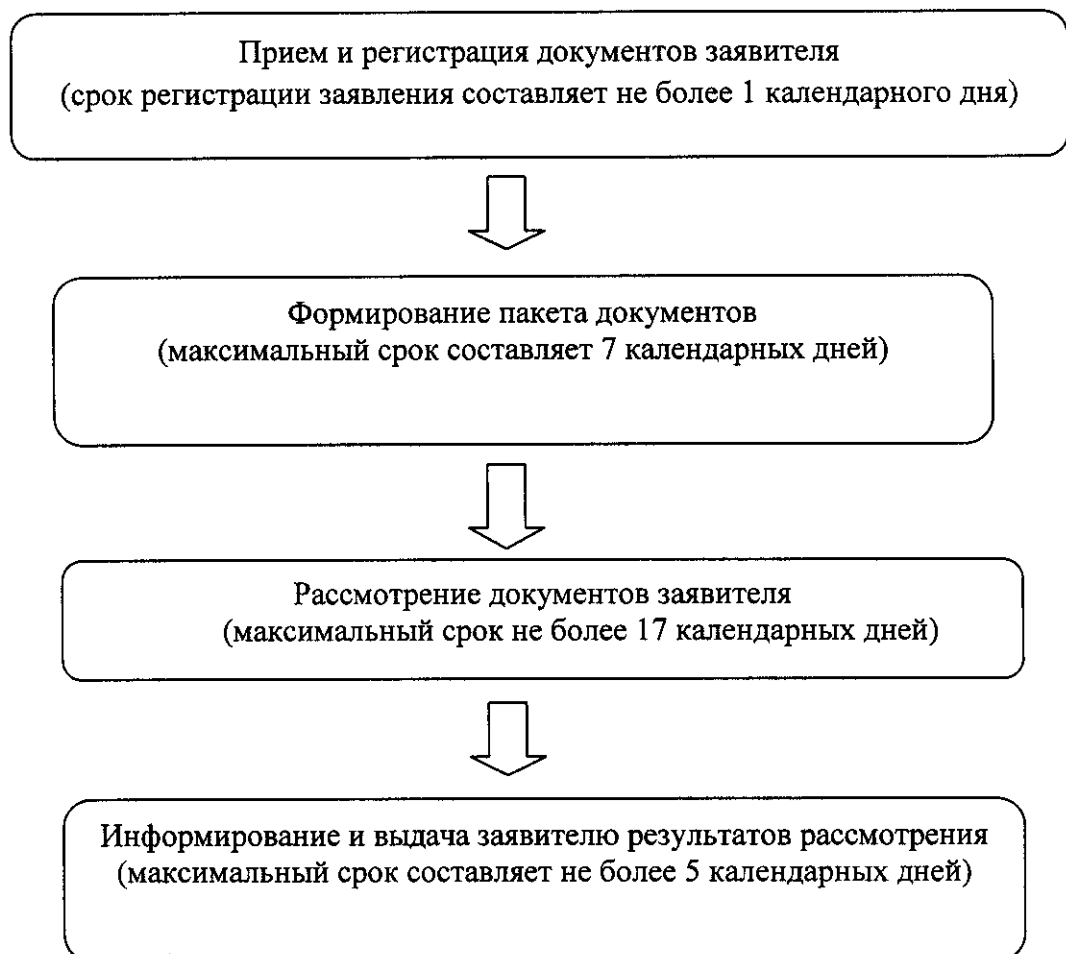 Прием и регистрация документов заявителя
(срок регистрации заявления составляет не более 1 календарного дня)
Формирование пакета документов
(максимальный срок составляет 7 календарных дней)
Рассмотрение документов заявителя
(максимальный срок не более 17 календарных дней)
Информирование и выдача заявителю результатов рассмотрения
(максимальный срок составляет не более 5 календарных дней)